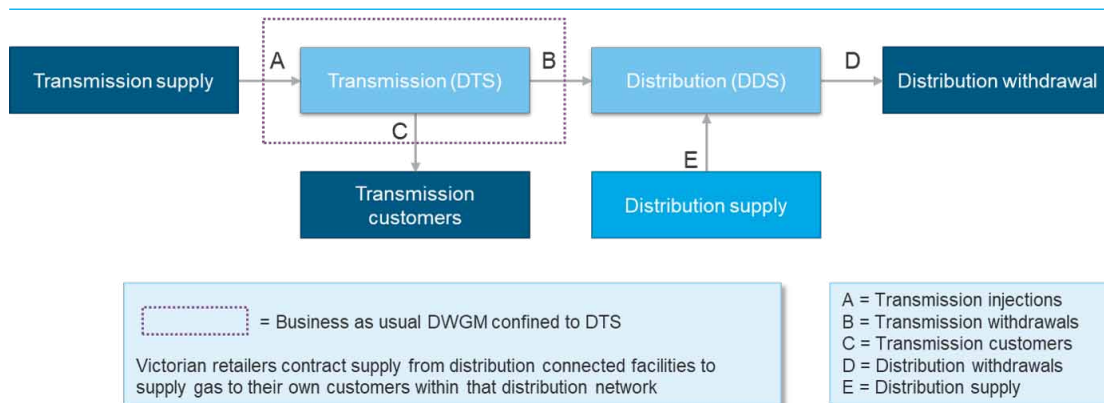 A
B
D
Transmission supply
Transmission (DTS)
Distribution (DDS)
Distribution withdrawal
C
E
Transmission
customers
Distribution supply
= Business as usual DWGM confined to DTS
Victorian retailers contract supply from distribution connected facilities to
supply gas to their own customers within that distribution network
A = Transmission injections
B = Transmission withdrawals
C = Transmission customers
D = Distribution withdrawals
E = Distribution supply